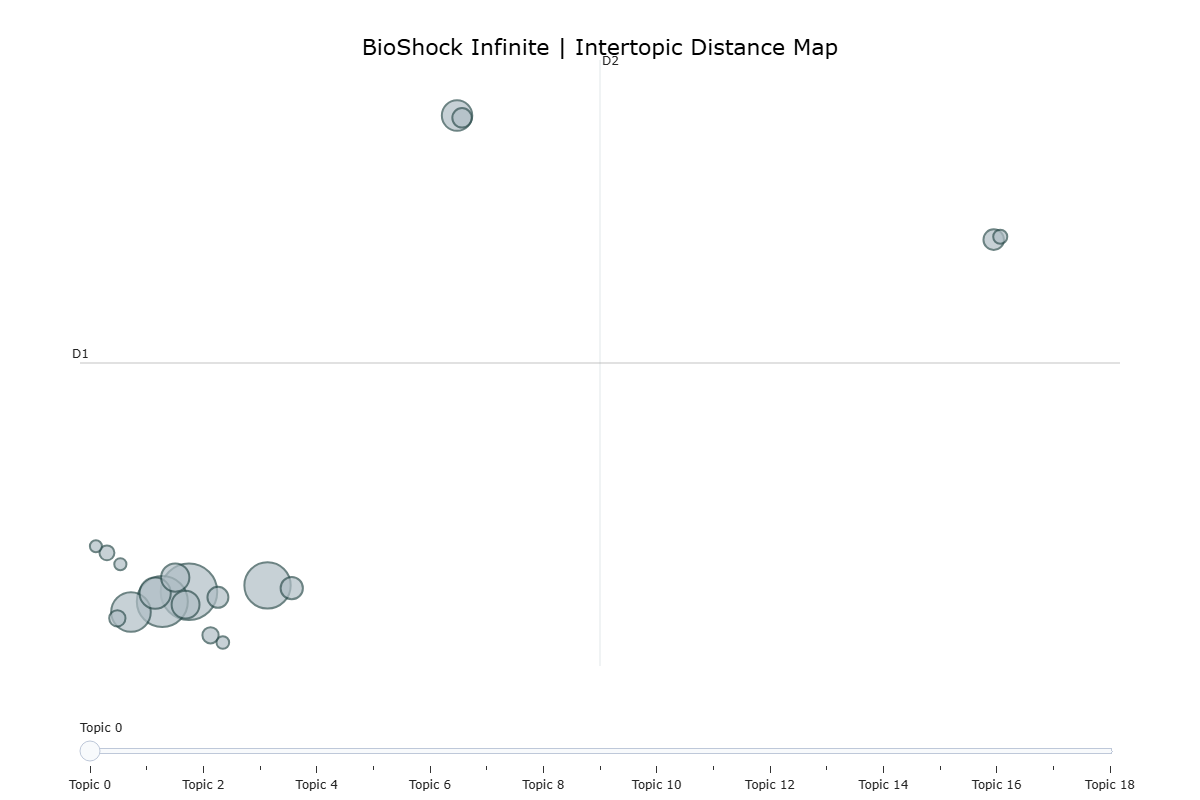 BioShock Infinite | Intertopic Distance Map
D2
D1
Topic 0
Topic 0 Topic 2 Topic 4 Topic 6 Topic 8 Topic 10 Topic 12 Topic 14 Topic 16 Topic 18